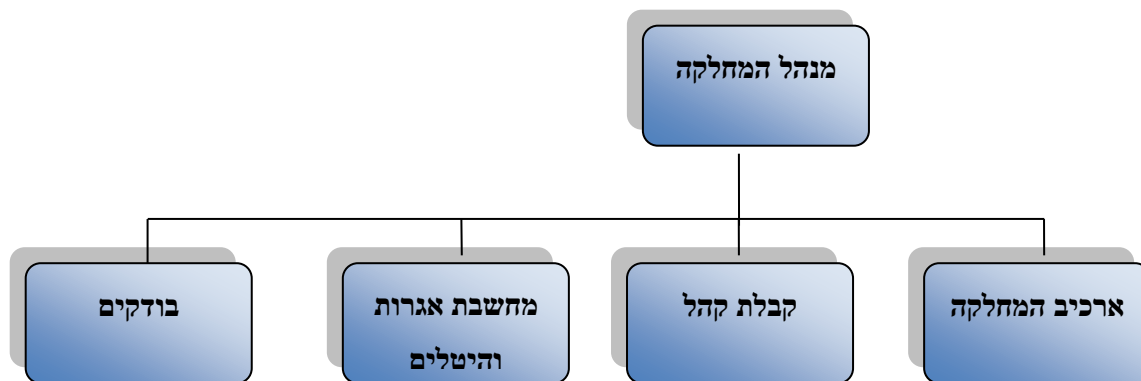 מנהל המחלקה
ארכיב המחלקה
קבלת קהל
מחשבת אגרות
והיטלים
בודקים